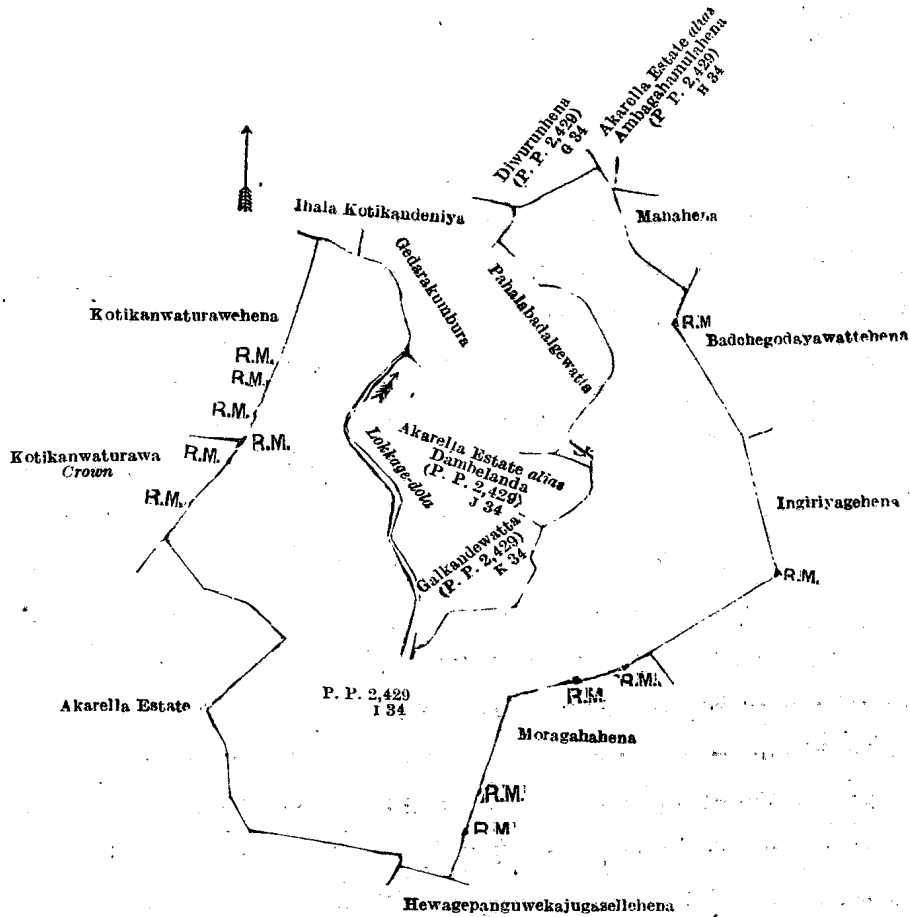 Akarella Estate alias
Ambagahamulahena
(P. P. 2,429)
H 34
Diwurunhena
(P. P. 2,429)
G 34
Ihala Kotikandeniya
Mahahena
Gedarakumbura
Pahalabadalgewatta
Kotikanwaturawehena
R.M.
Badchegodayawattehena
R.M.
R.M.
R.M.
R.M.
R.M.
Kotikanwaturawa
Crown
R.M.
Lokkage-dola
Akarella Estate alias
Dambelanda
(P. P. 2,429)
J 34
Ingiriyagehena
Galkandewatta
(P. P. 2,429)
K 34
R.M.
R.M.
R.M.
Akarella Estate
P. P. 2,429
I 34
Moragahahena
R.M.
R.M.
Hewagepanguwekajugasellehena